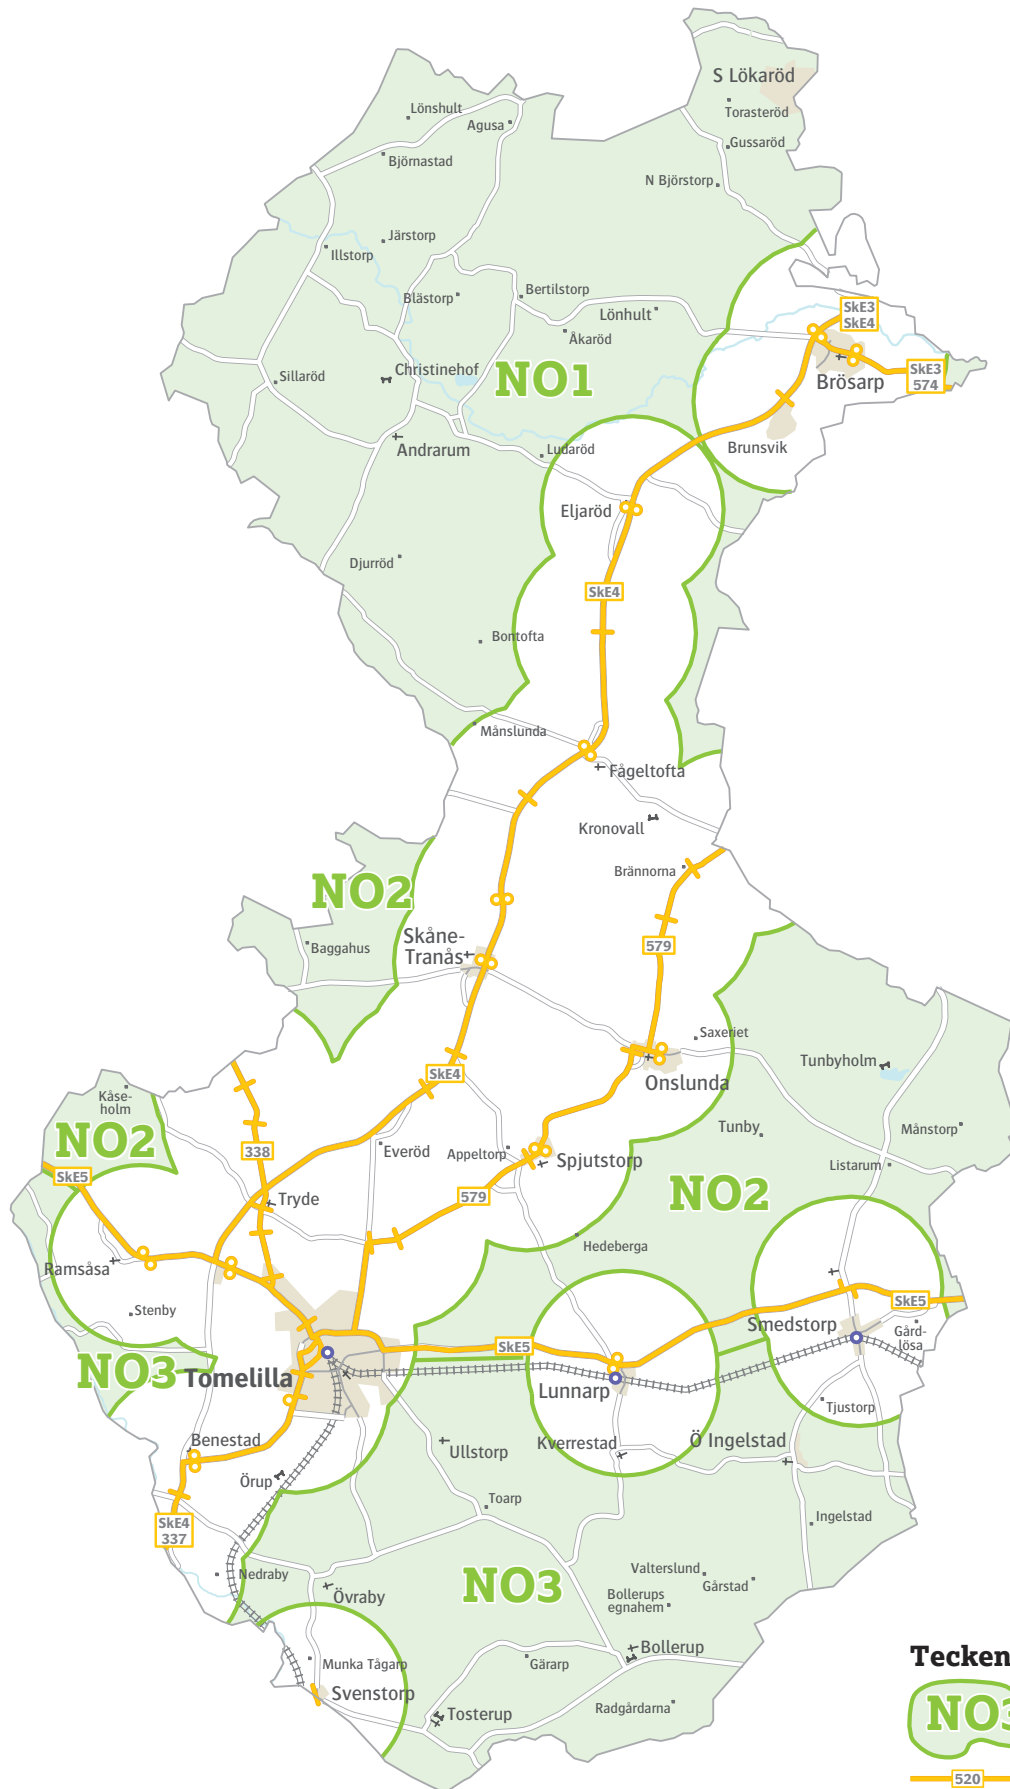 S Lökaröd
Torasteröd
Lönshult
Agusa
Gussaröd
Björnastad
N Björstorp
Järstorp
Illstorp
Bertilstorp
Blästorp
Lönhult
SkE3
SkE4
Åkaröd
Christinehof
NO1
Sillaröd
Brösarp
SkE3
574
Andrarum
Ludaröd
Brunsvik
Eljaröd
Djurröd
SkE4
Bontofta
Månslunda
Fågeltofta
Kronovall
Brännorna
NO2
Skåne-
Tranås
Baggahus
579
Saxeriet
Tunbyholm
SkE4
Onslunda
Kåse-
holm
NO2
Tunby
Månstorp
338
Everöd
Appeltorp
Spjutstorp
Listarum
SkE5
579
NO2
Tryde
Hedeberga
Ramsåsa
Stenby
SkE5
Smedstorp
Gård-
lösa
SkE5
NO3
Tomelilla
Lunnarp
Tjustorp
Benestad
Ullstorp
Kverrestad
Ö Ingelstad
Örup
Toarp
Ingelstad
SkE4
337
Nedraby
Valterslund
Gårstad
NO3
Övraby
Bollerups
egnahem
Bollerup
Munka Tågarp
Gärarp
Svenstorp
Tosterup
Radgårdarna
Tecken
NO3
520